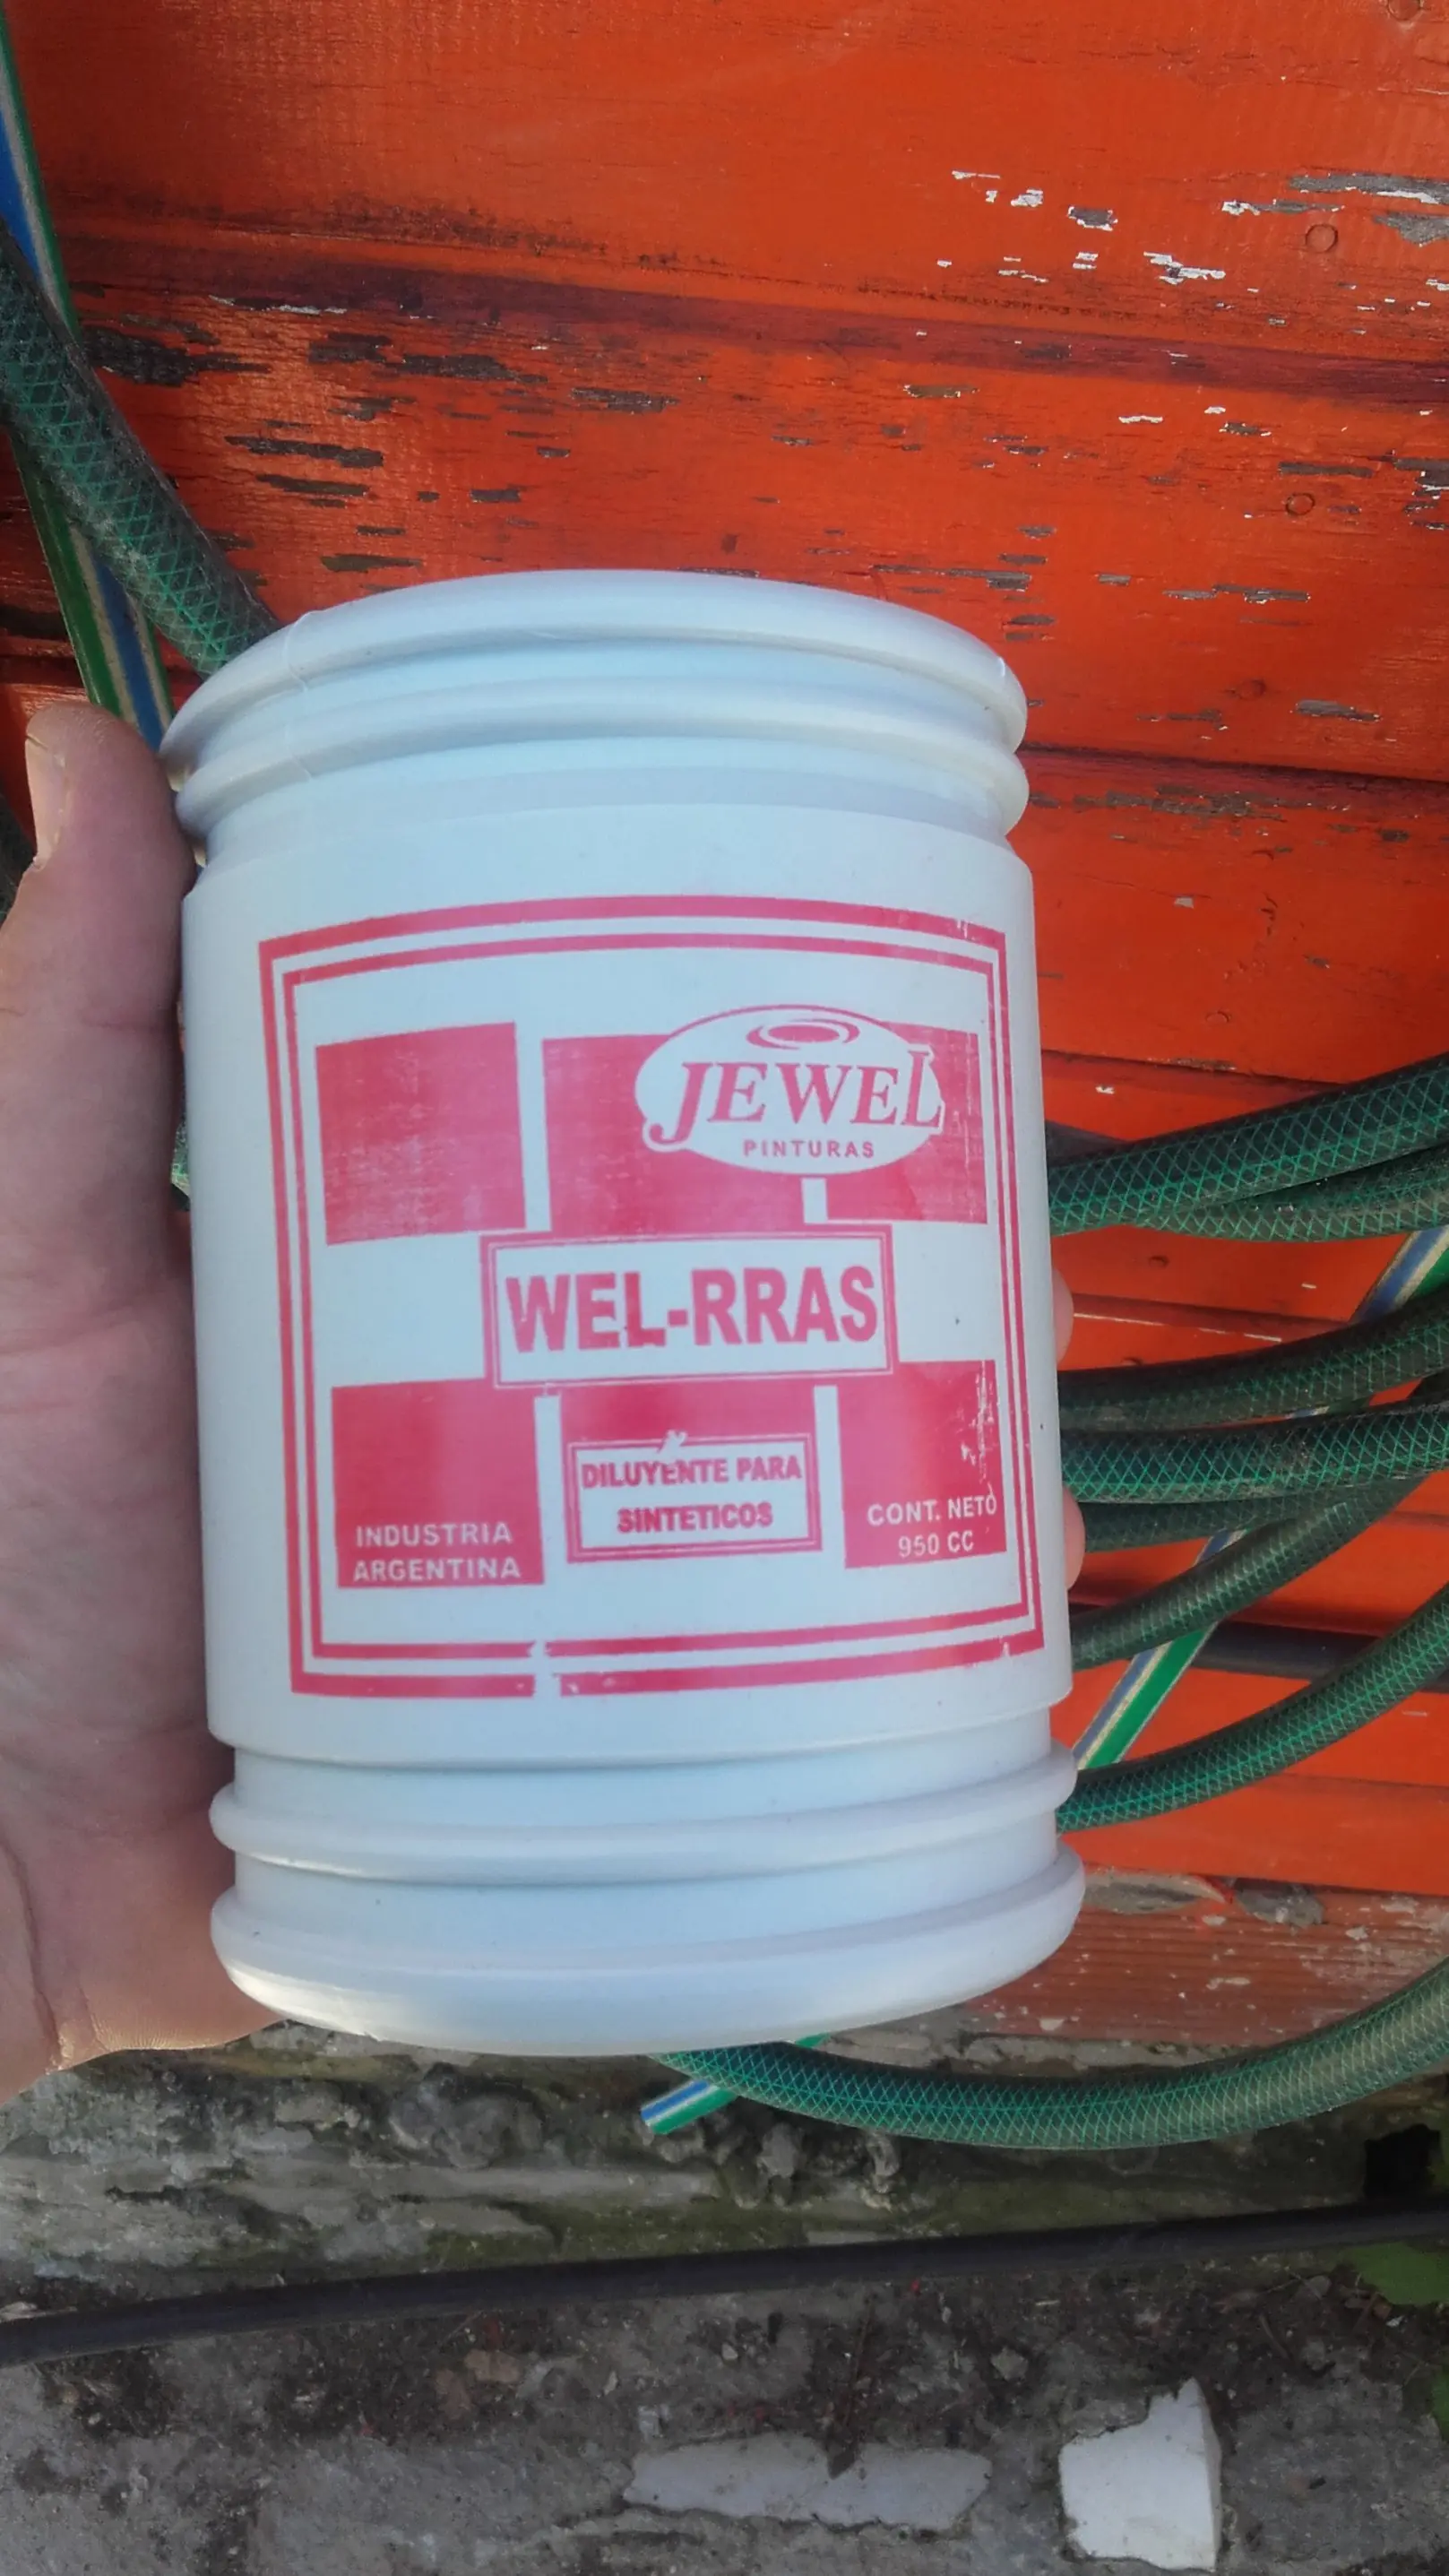 JEWEL
PINTURAS
WEL-RRAS
DILUYENTE PARA
SINTETICOS
INDUSTRIA
ARGENTINA
CONT. NETO
950 CC